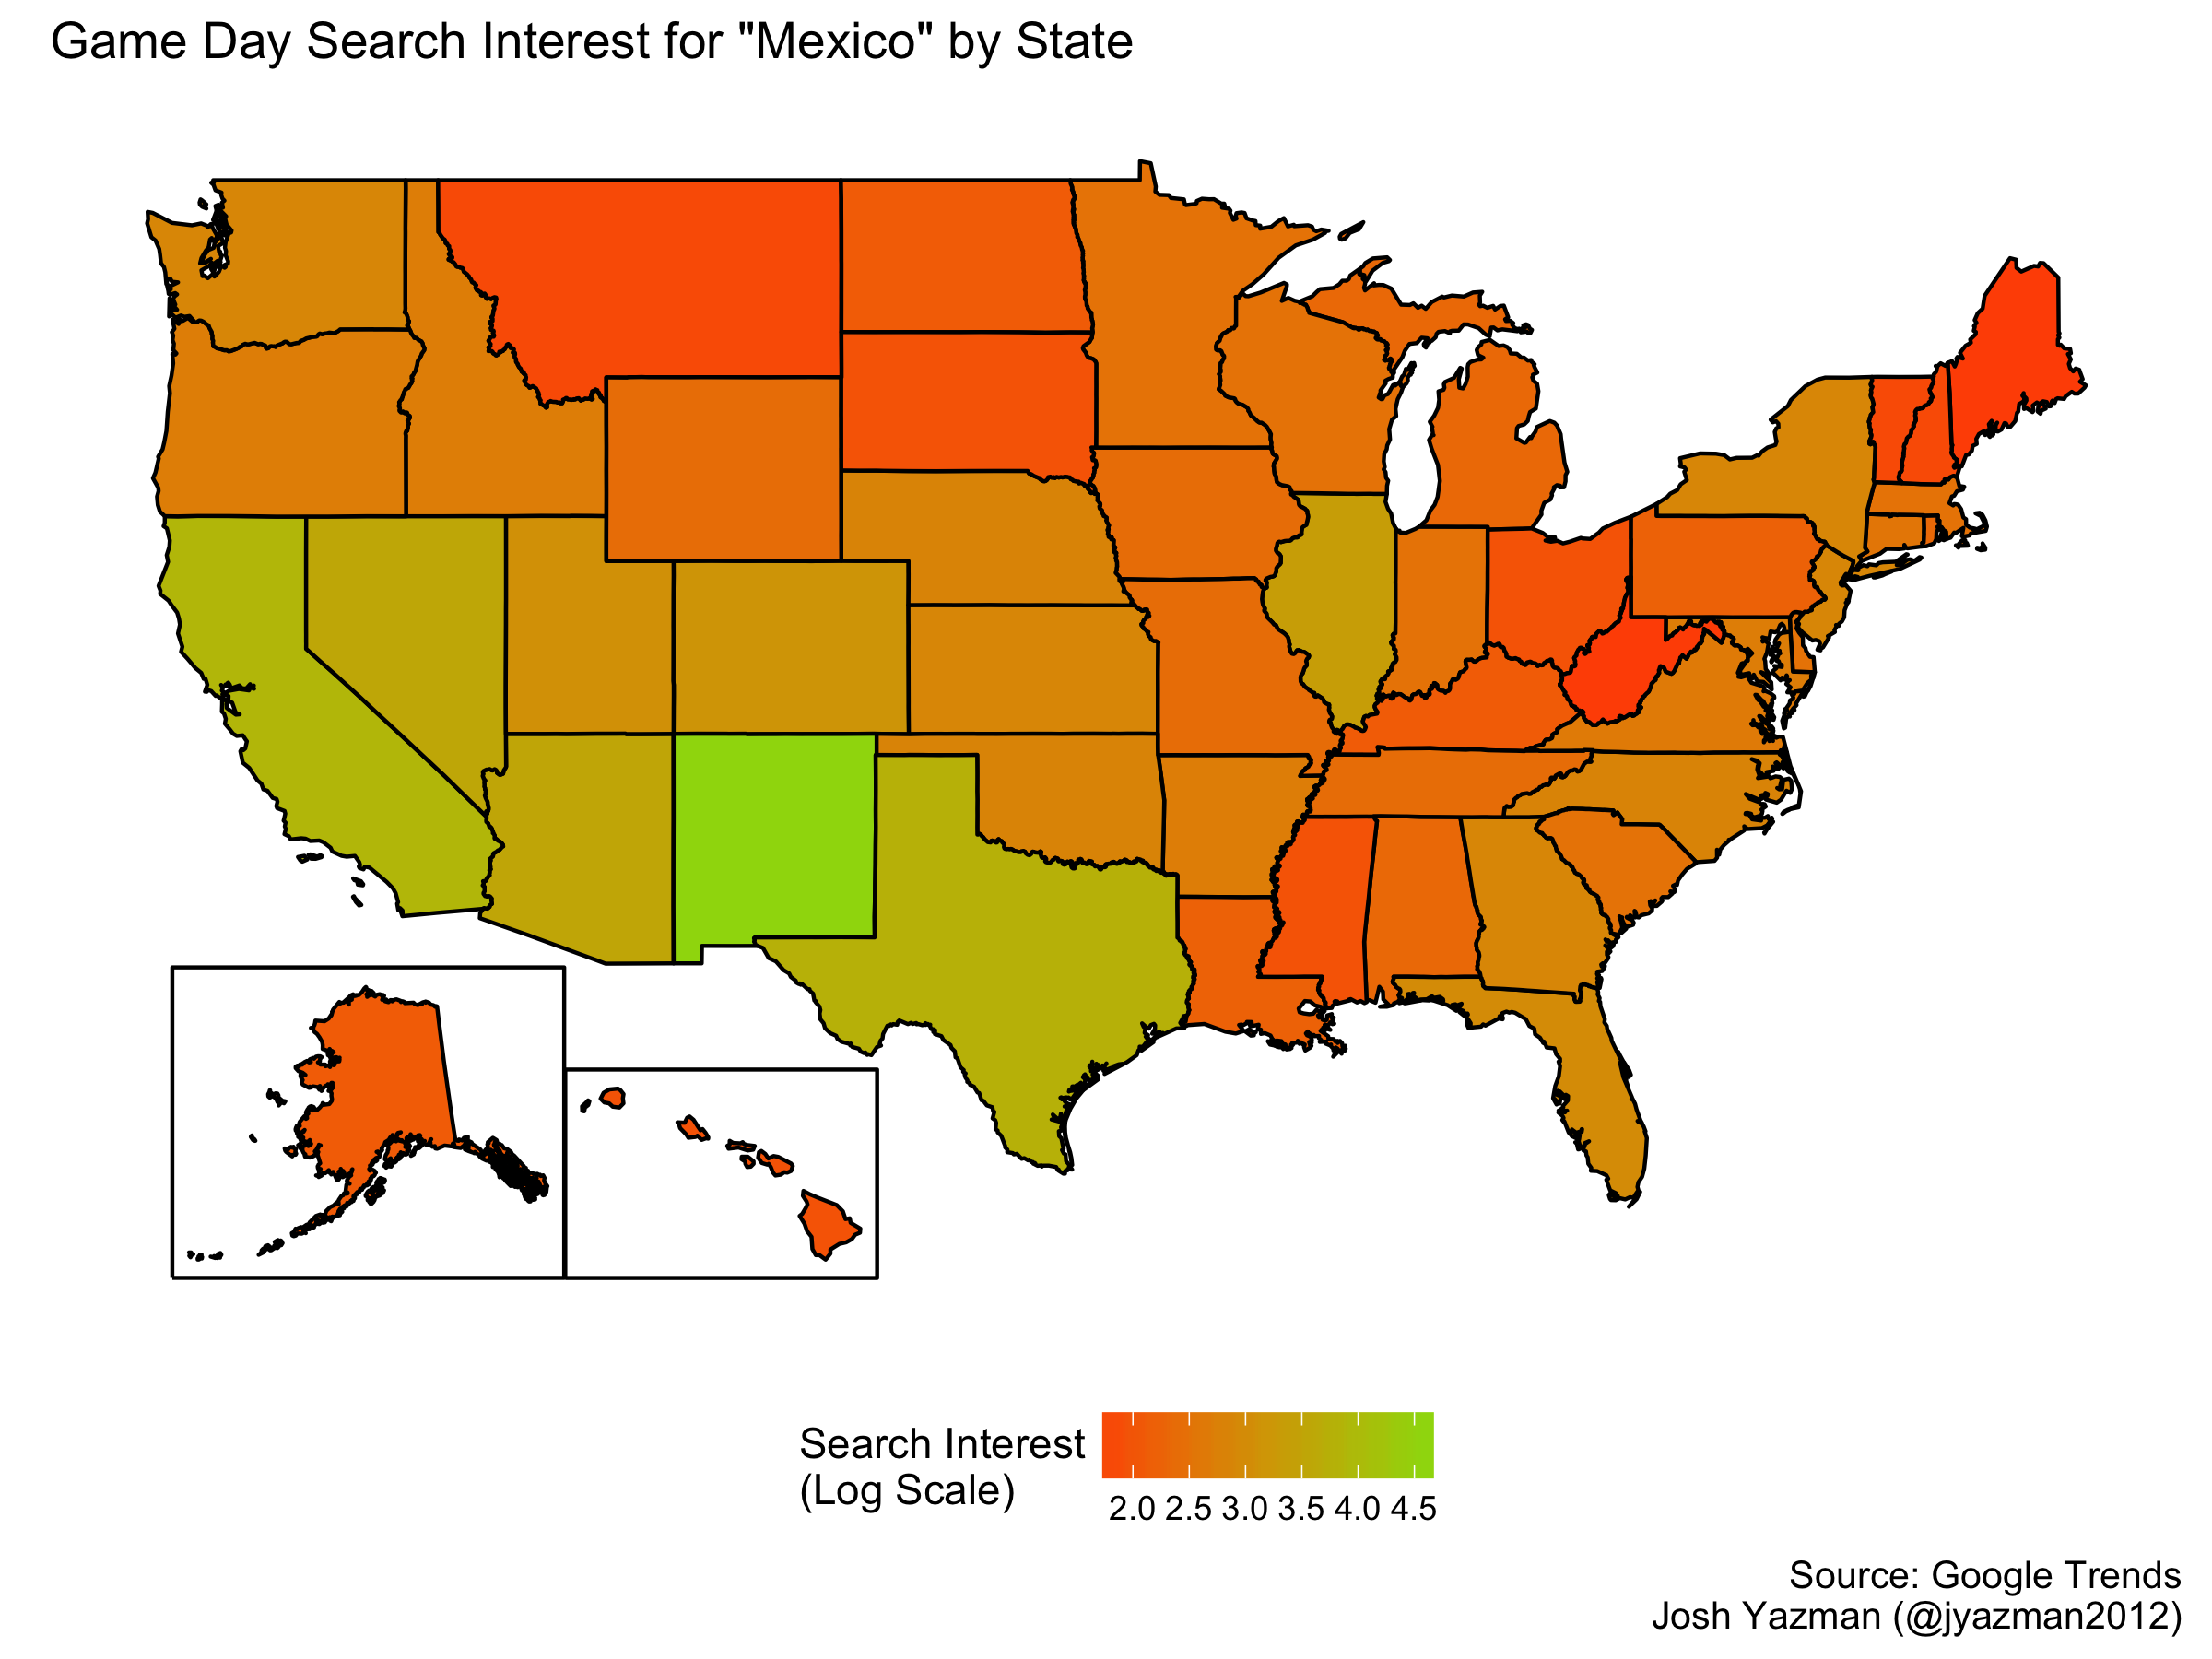 Game Day Search Interest for "Mexico" by State
Search Interest
(Log Scale)
2.0 2.5 3.0 3.5 4.0 4.5
Source: Google Trends
Josh Yazman (@jyazman2012)